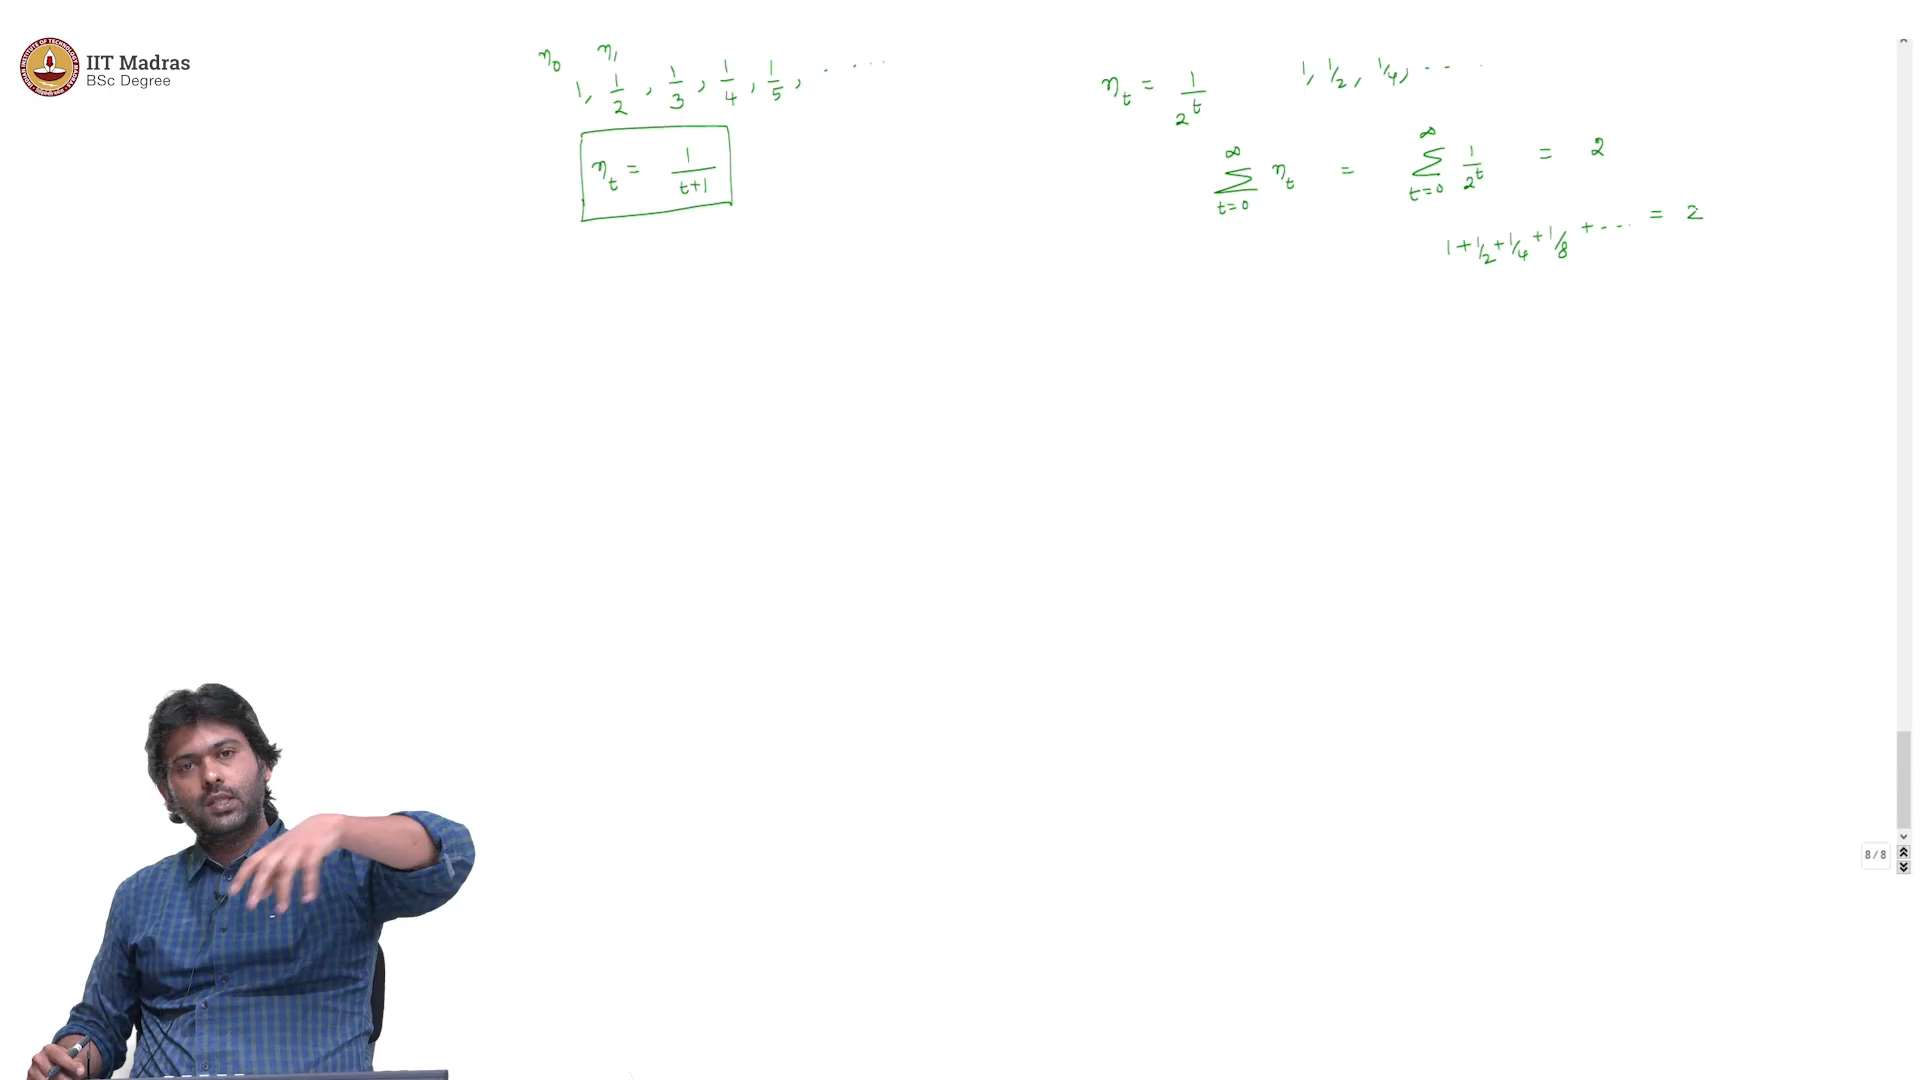 IIT Madras
BSc Degree
η₀ η₁
1, 1/2, 1/3, 1/4, 1/5, ....
ηₜ = 1/(t+1)
ηₜ = 1/2ᵗ 1, 1/2, 1/4, ....
∞ ∑ t=0 ηₜ = ∞ ∑ t=0 1/2ᵗ = 2
1 + 1/2 + 1/4 + 1/8 + .... = 2
8 / 8